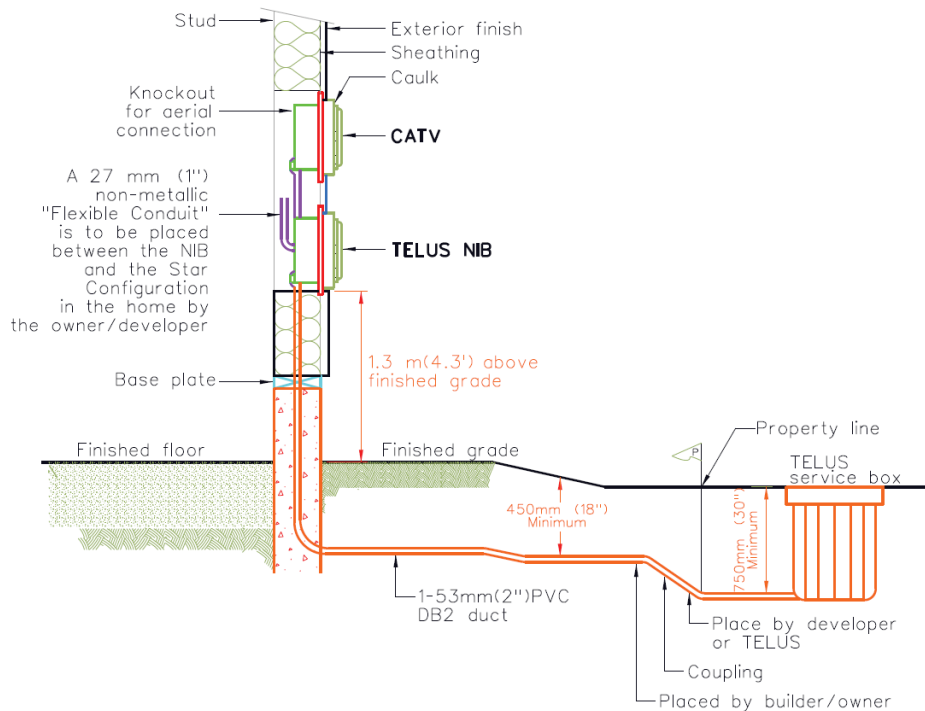 Stud
Exterior finish
Sheathing
Caulk
Knockout
for aerial
connection
CATV
A 27 mm (1")
non-metallic
"Flexible Conduit"
is to be placed
between the NIB
and the Star
Configuration
in the home by
the owner/developer
TELUS NIB
1.3 m(4.3') above
finished grade
Base plate
Finished floor
Finished grade
Property line
P
TELUS
service box
450mm (18")
Minimum
750mm (30")
Minimum
1-53mm(2")PVC
DB2 duct
Place by developer
or TELUS
Coupling
Placed by builder/owner